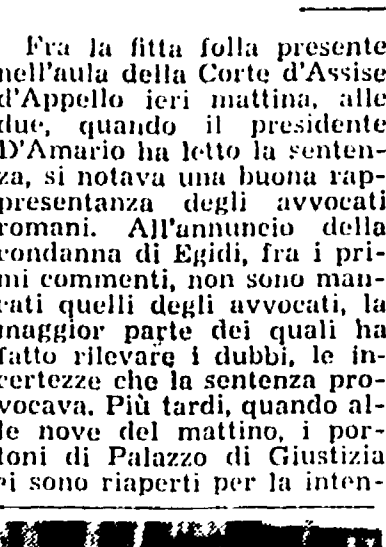 Fra la fitta folla presente
nell'aula della Corte d'Assise
d'Appello ieri mattina, alle
due, quando il presidente
D'Amario ha letto la senten-
za, si notava una buona rap-
presentanza degli avvocati
romani. All'annuncio della
condanna di Egidi, fra i pri-
mi commenti, non sono man-
cati quelli degli avvocati, la
maggior parte dei quali ha
fatto rilevare i dubbi, le in-
certezze che la sentenza pro-
vocava. Più tardi, quando al-
le nove del mattino, i por-
toni di Palazzo di Giustizia
si sono riaperti per la inten-